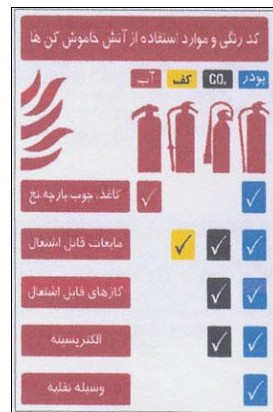 کد رنگی و موارد استفاده از آتش خاموش کن ها
پودر CO₂ کف آب
کاغذ، چوب پارچه، نخ
مایعات قابل اشتعال
گازهای قابل اشتعال
الکتریسیته
وسیله نقلیه